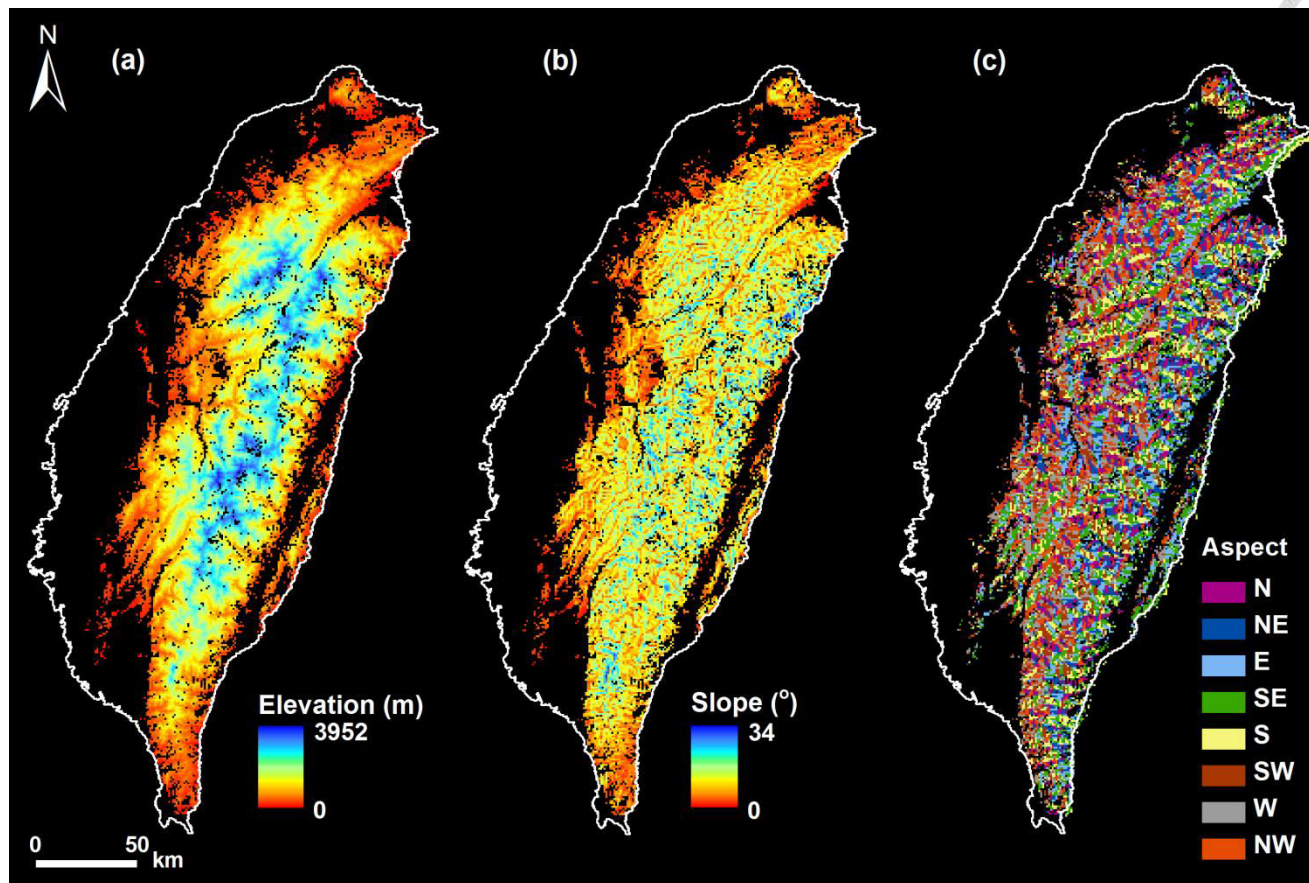 N
(a)
(b)
(c)
Elevation (m)
3952
0
Slope (°)
34
0
Aspect
N
NE
E
SE
S
SW
W
NW
0 50
km